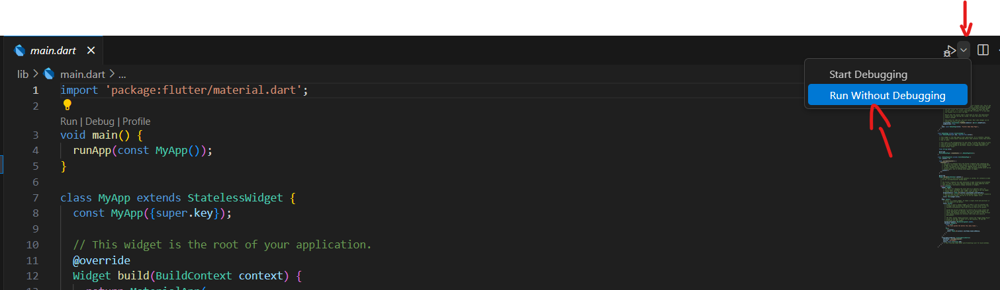 main.dart
lib > main.dart > ...
Start Debugging
Run Without Debugging
1 import 'package:flutter/material.dart';
2
Run | Debug | Profile
3 void main() {
4 runApp(const MyApp());
5 }
6
7 class MyApp extends StatelessWidget {
8 const MyApp({super.key});
9
10 // This widget is the root of your application.
11 @override
12 Widget build(BuildContext context) {
13 return MaterialApp(